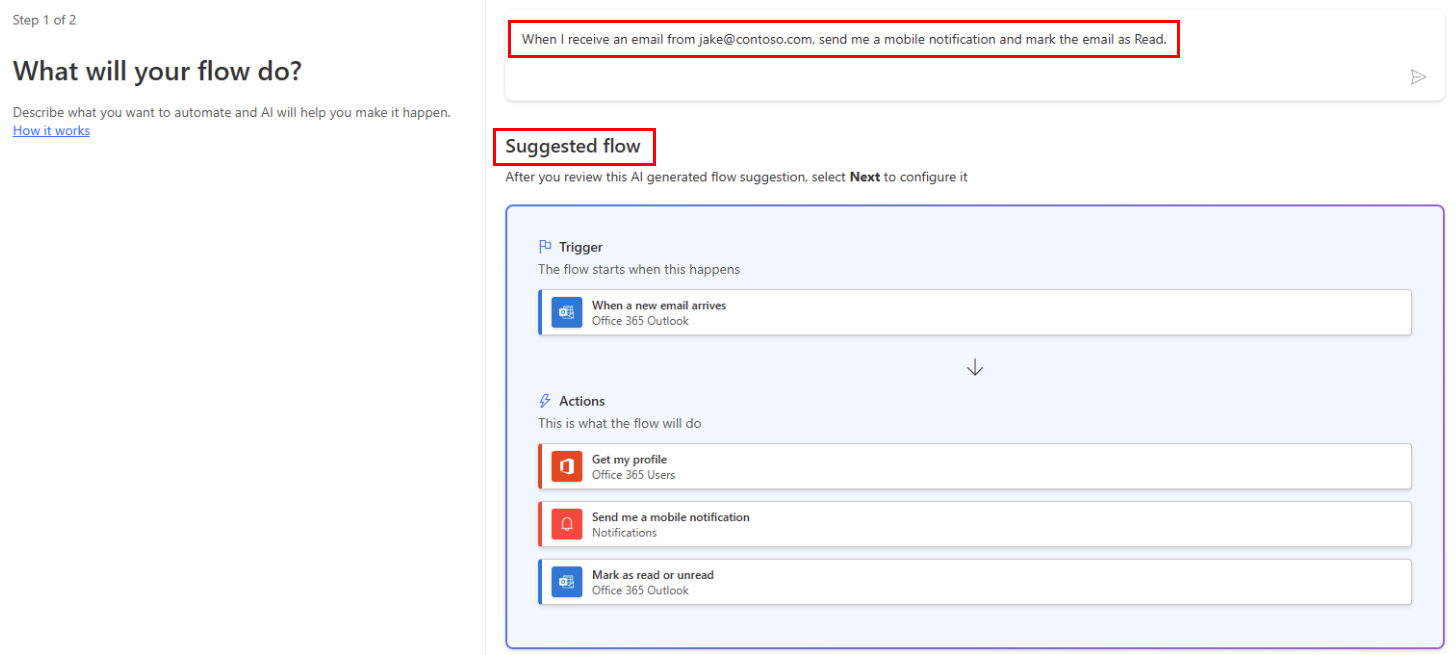 Step 1 of 2
What will your flow do?
Describe what you want to automate and AI will help you make it happen.
How it works
When I receive an email from jake@contoso.com, send me a mobile notification and mark the email as Read.
Suggested flow
After you review this AI generated flow suggestion, select Next to configure it
Trigger
The flow starts when this happens
When a new email arrives
Office 365 Outlook
Actions
This is what the flow will do
Get my profile
Office 365 Users
Send me a mobile notification
Notifications
Mark as read or unread
Office 365 Outlook